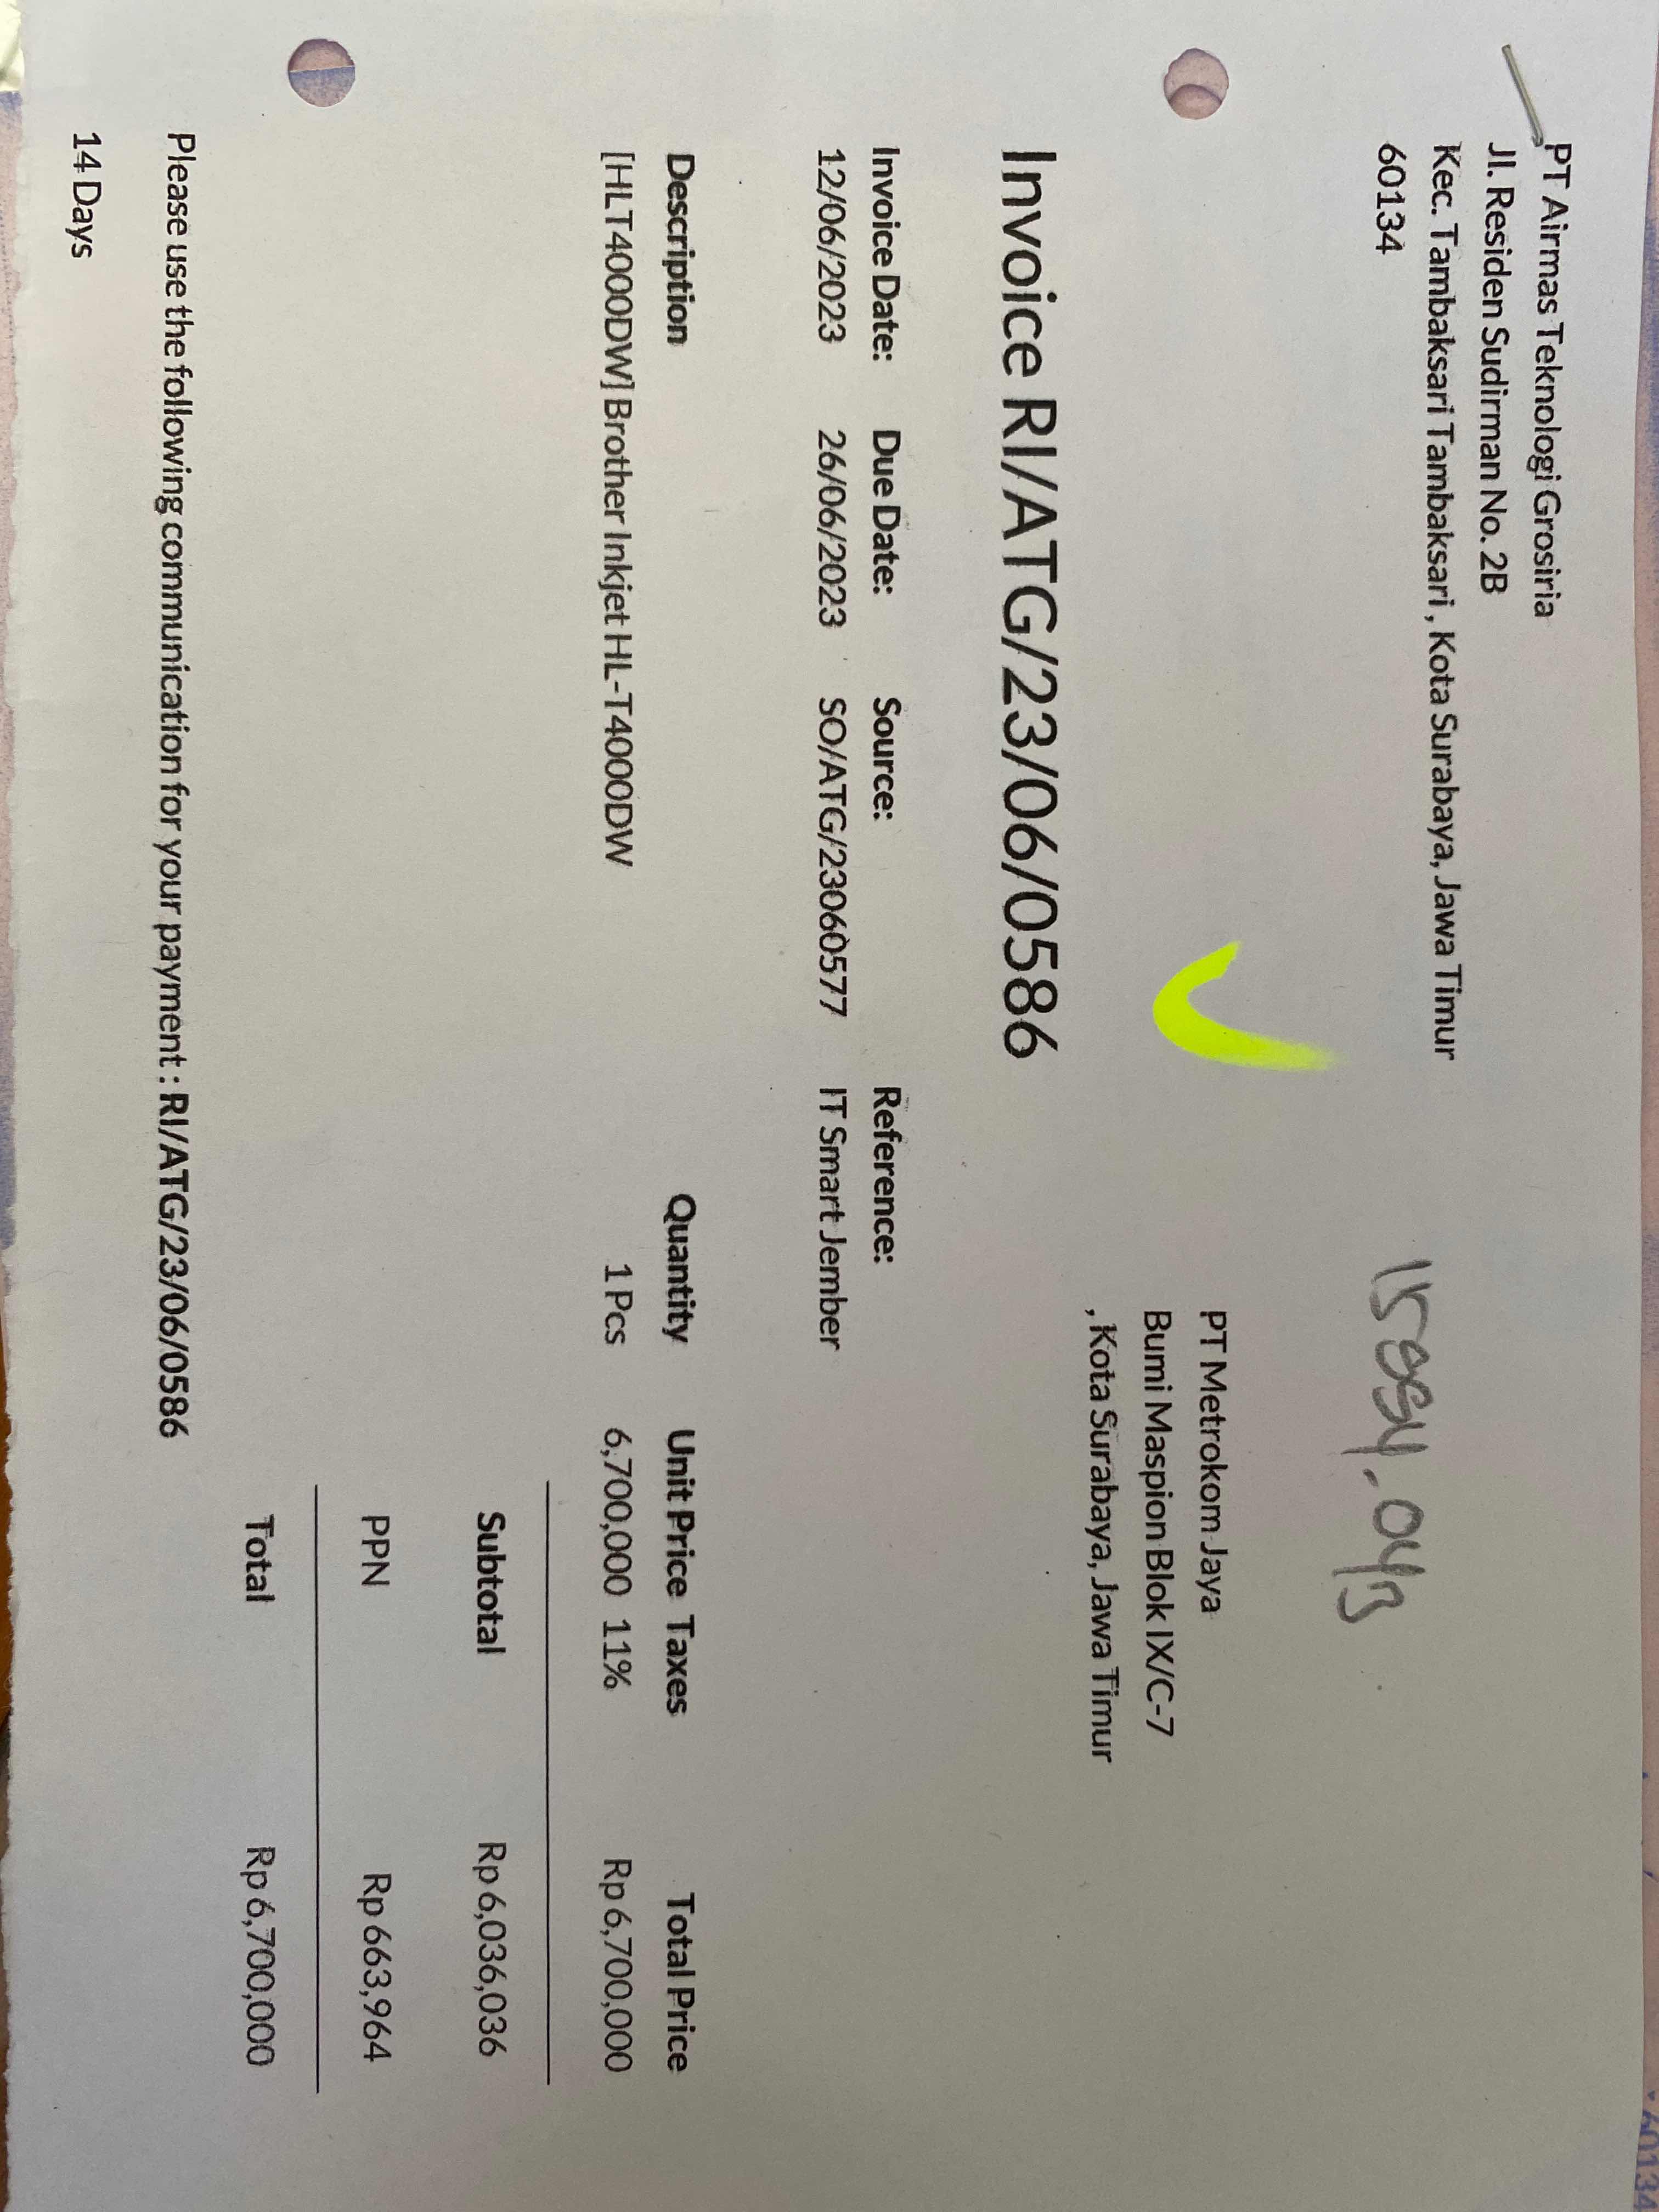 PT Airmas Teknologi Grosiria
Jl. Residen Sudirman No. 2B
Kec. Tambaksari Tambaksari , Kota Surabaya, Jawa Timur
60134
PT Metrokom Jaya
Bumi Maspion Blok IX/C-7
, Kota Surabaya, Jawa Timur
Invoice RI/ATG/23/06/0586
Invoice Date: Due Date: Source: Reference:
12/06/2023 26/06/2023 SO/ATG/23060577 IT Smart Jember
Description Quantity Unit Price Taxes Total Price
[HLT4000DW] Brother Inkjet HL-T4000DW 1 Pcs 6,700,000 11% Rp 6,700,000
Subtotal Rp 6,036,036
PPN Rp 663,964
Total Rp 6,700,000
Please use the following communication for your payment : RI/ATG/23/06/0586
14 Days
60134